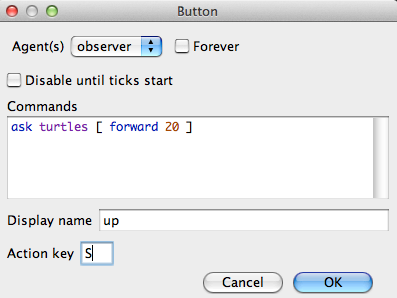 Button
Agent(s) observer Forever
Disable until ticks start
Commands
ask turtles [ forward 20 ]
Display name up
Action key S
Cancel OK